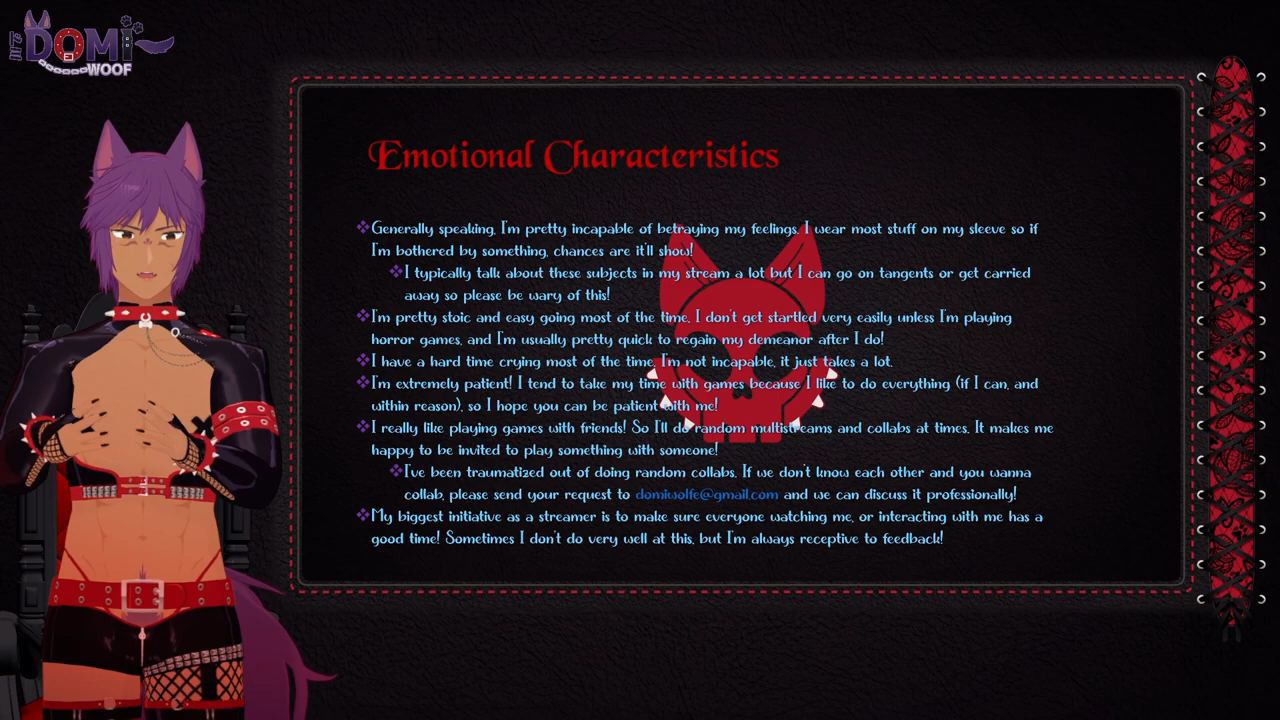 Mr DOMI
WOOF
Emotional Characteristics
Generally speaking, I'm pretty incapable of betraying my feelings. I wear most stuff on my sleeve so if
I'm bothered by something, chances are it'll show!
I typically talk about these subjects in my stream a lot but I can go on tangents or get carried
away so please be wary of this!
I'm pretty stoic and easy going most of the time. I don't get startled very easily unless I'm playing
horror games, and I'm usually pretty quick to regain my demeanor after I do!
I have a hard time crying most of the time, I'm not incapable, it just takes a lot.
I'm extremely patient! I tend to take my time with games because I like to do everything (if I can, and
within reason), so I hope you can be patient with me!
I really like playing games with friends! So I'll do random multistreams and collabs at times. It makes me
happy to be invited to play something with someone!
I've been traumatized out of doing random collabs. If we don't know each other and you wanna
collab, please send your request to domiwolfe@gmail.com and we can discuss it professionally!
My biggest initiative as a streamer is to make sure everyone watching me, or interacting with me has a
good time! Sometimes I don't do very well at this, but I'm always receptive to feedback!